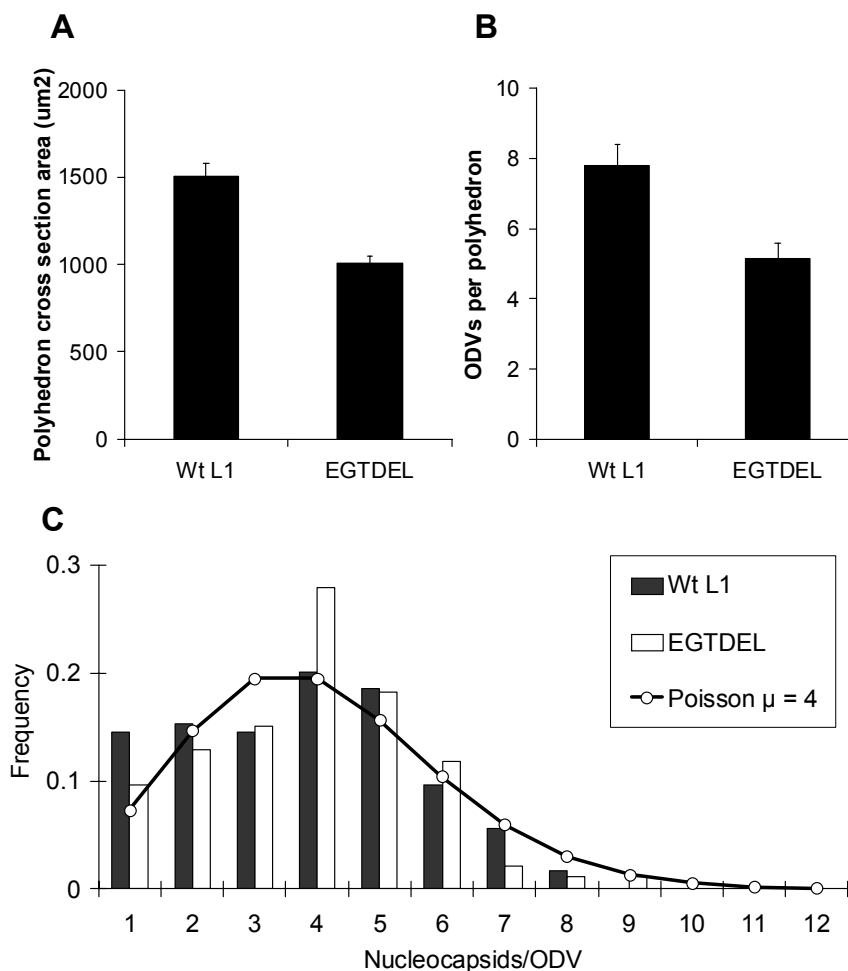 A
Polyhedron cross section area (um2)
2000
1500
1000
500
0
Wt L1
EGTDEL
B
ODVs per polyhedron
10
8
6
4
2
0
Wt L1
EGTDEL
C
Frequency
0.3
0.2
0.1
0
Wt L1
EGTDEL
Poisson µ = 4
1 2 3 4 5 6 7 8 9 10 11 12
Nucleocapsids/ODV